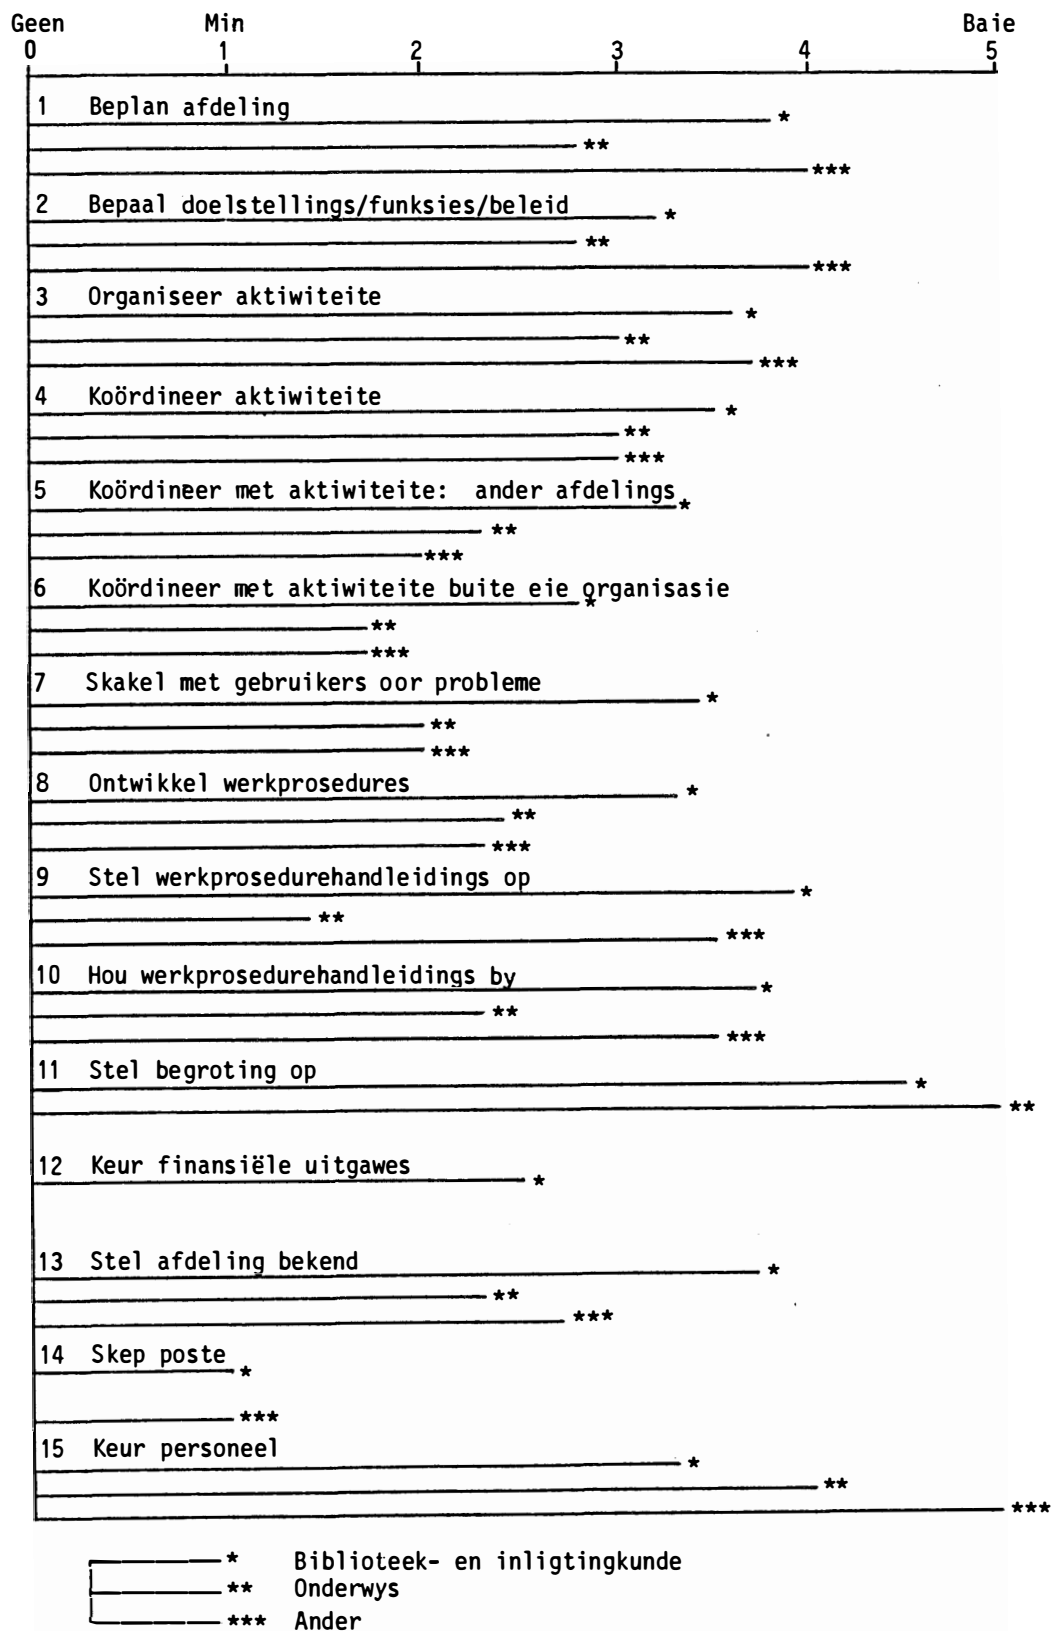 Geen Min Baie
0 1 2 3 4 5
1 Beplan afdeling
*
**
***
2 Bepaal doelstellings/funksies/beleid
*
**
***
3 Organiseer aktiwiteite
*
**
***
4 Koördineer aktiwiteite
*
**
***
5 Koördineer met aktiwiteite: ander afdelings
*
**
***
6 Koördineer met aktiwiteite buite eie organisasie
*
**
***
7 Skakel met gebruikers oor probleme
*
**
***
8 Ontwikkel werkprosedures
*
**
***
9 Stel werkprosedurehandleidings op
*
**
***
10 Hou werkprosedurehandleidings by
*
**
***
11 Stel begroting op
*
**
12 Keur finansiële uitgawes
*
13 Stel afdeling bekend
*
**
***
14 Skep poste
*
***
15 Keur personeel
*
**
***
* Biblioteek- en inligtingkunde
** Onderwys
*** Ander